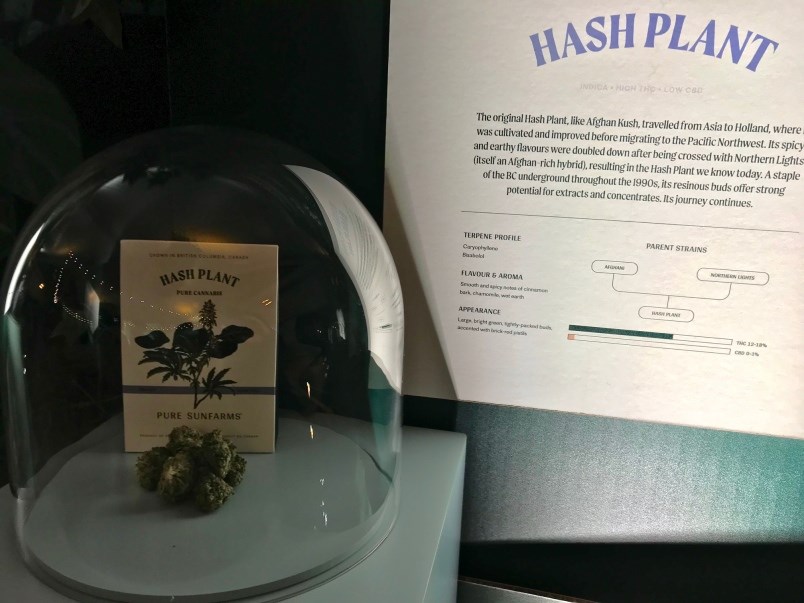 GROWN IN BRITISH COLUMBIA, CANADA
HASH PLANT
PURE CANNABIS
PURE SUNFARMS
HASH PLANT
INDICA • HIGH THC • LOW CBD
The original Hash Plant, like Afghan Kush, travelled from Asia to Holland, where
was cultivated and improved before migrating to the Pacific Northwest. Its spicy
and earthy flavours were doubled down after being crossed with Northern Lights
(itself an Afghan-rich hybrid), resulting in the Hash Plant we know today. A staple
of the BC underground throughout the 1990s, its resinous buds offer strong
potential for extracts and concentrates. Its journey continues.
TERPENE PROFILE
Caryophyllene
Bisabolol
FLAVOUR & AROMA
Smooth and spicy notes of cinnamon
bark, chamomile, wet earth
APPEARANCE
Large, bright green, tightly-packed buds,
accented with brick-red pistils
PARENT STRAINS
AFGHANI
NORTHERN LIGHTS
HASH PLANT
THC 12-18%
CBD 0-1%